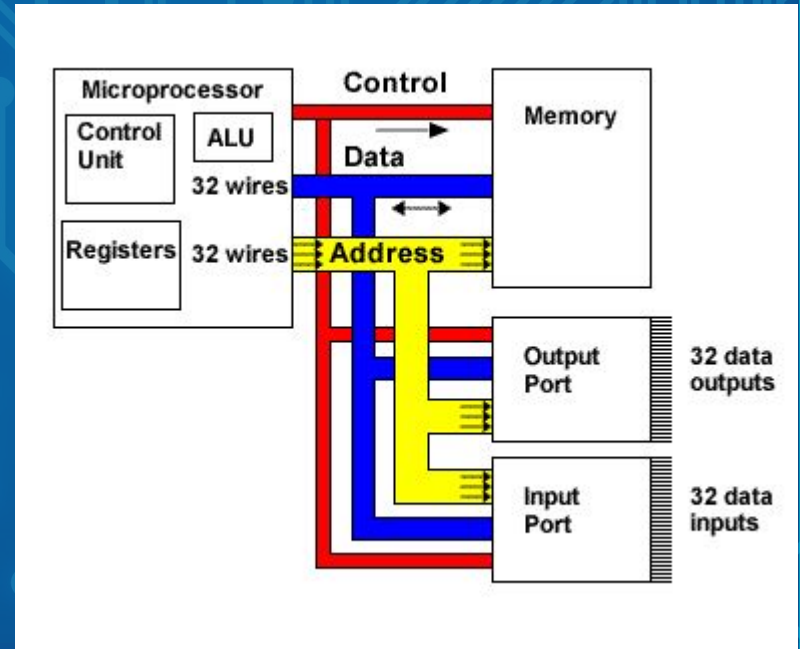 Microprocessor
Control
Unit
ALU
32 wires
Registers
32 wires
Control
Data
Address
Memory
Output
Port
32 data
outputs
Input
Port
32 data
inputs